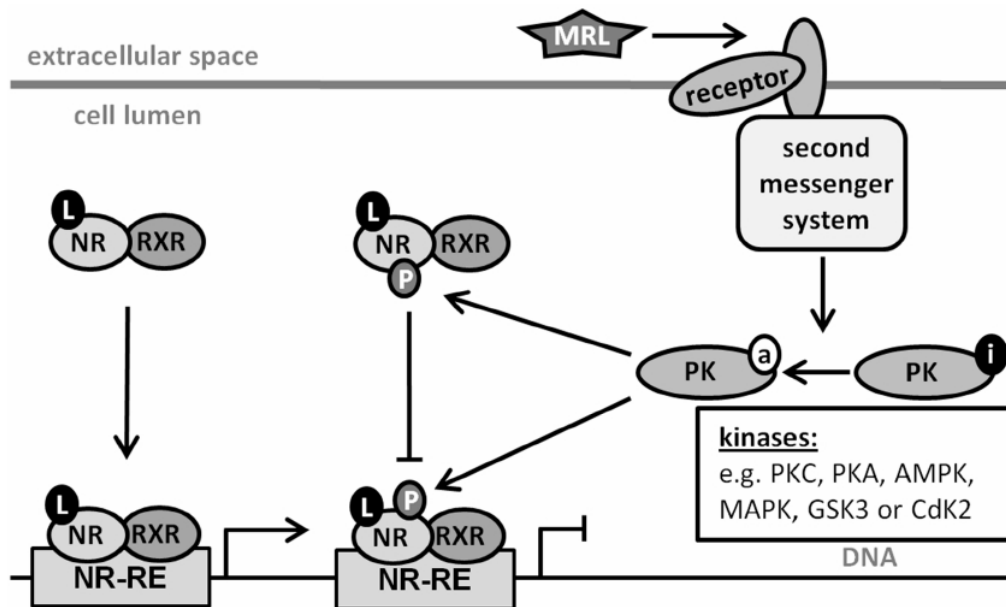 MRL
extracellular space
receptor
cell lumen
second
messenger
system
L
NR RXR
L
NR RXR
P
PK a
PK i
kinases:
e.g. PKC, PKA, AMPK,
MAPK, GSK3 or CdK2
L
NR RXR
NR-RE
L P
NR RXR
NR-RE
DNA